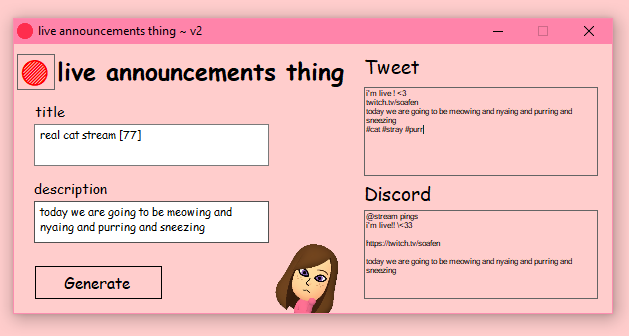 live announcements thing ~ v2
live announcements thing
title
real cat stream [77]
description
today we are going to be meowing and
nyaing and purring and sneezing
Generate
Tweet
i'm live ! <3
twitch.tv/soafen
today we are going to be meowing and nyaing and purring and
sneezing
#cat #stray #purr
Discord
@stream pings
i'm live!! \<33
https://twitch.tv/soafen
today we are going to be meowing and nyaing and purring and
sneezing